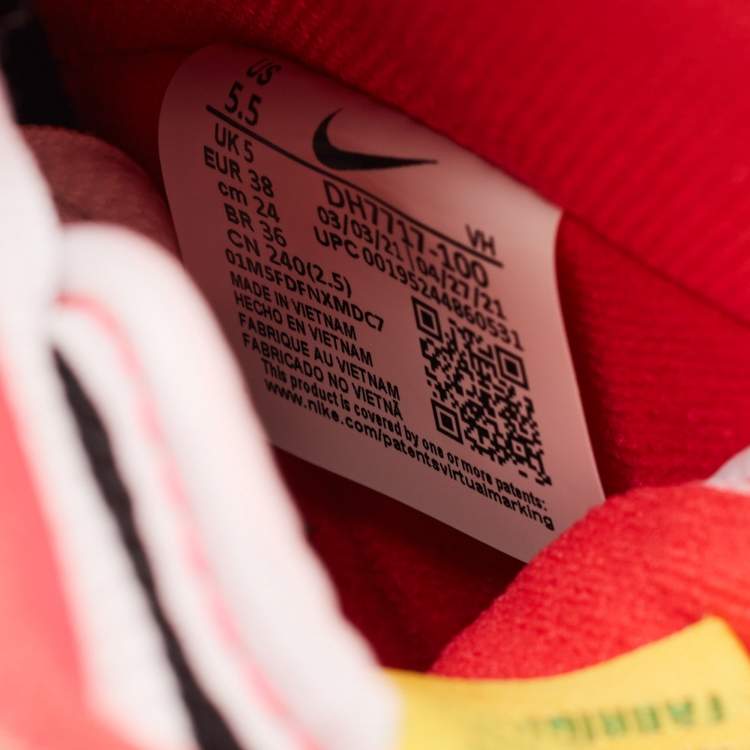 US
5.5
UK 5
EUR 38
cm 24
BR 36
CN 240(2.5)
VH
DH7717-100
03/03/21 | 04/27/21
UPC 00195244860531
01M5FDFNXMDC7
MADE IN VIETNAM
HECHO EN VIETNAM
FABRIQUE AU VIETNAM
FABRICADO NO VIETNÃ
This product is covered by one or more patents:
www.nike.com/patentsvirtualmarking